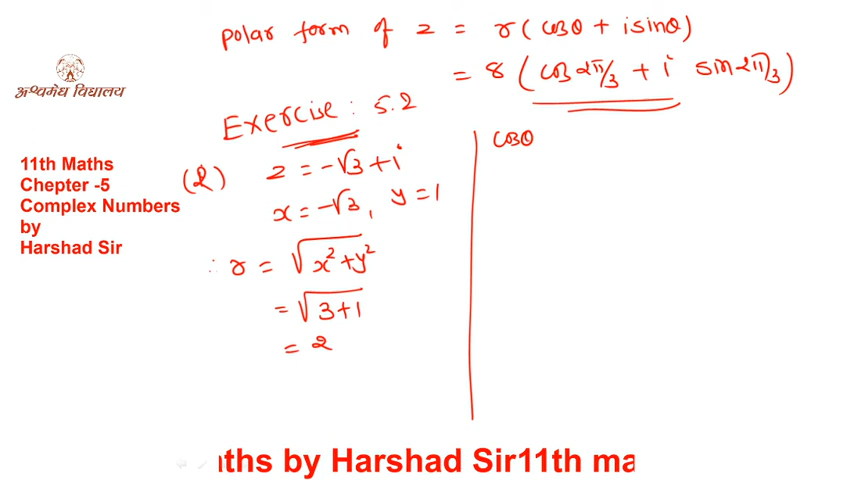 polar form of z = r ( cosθ + i sinθ )
= 8 ( cos 2π/3 + i sin 2π/3 )
अश्वमेध विद्यालय
Exercise : 5.2
11th Maths
Chepter -5
Complex Numbers
by
Harshad Sir
(2) z = -√3 + i
x = -√3, y = 1
∴ r = √x² + y²
= √3 + 1
= 2
cosθ
aths by Harshad Sir11th ma